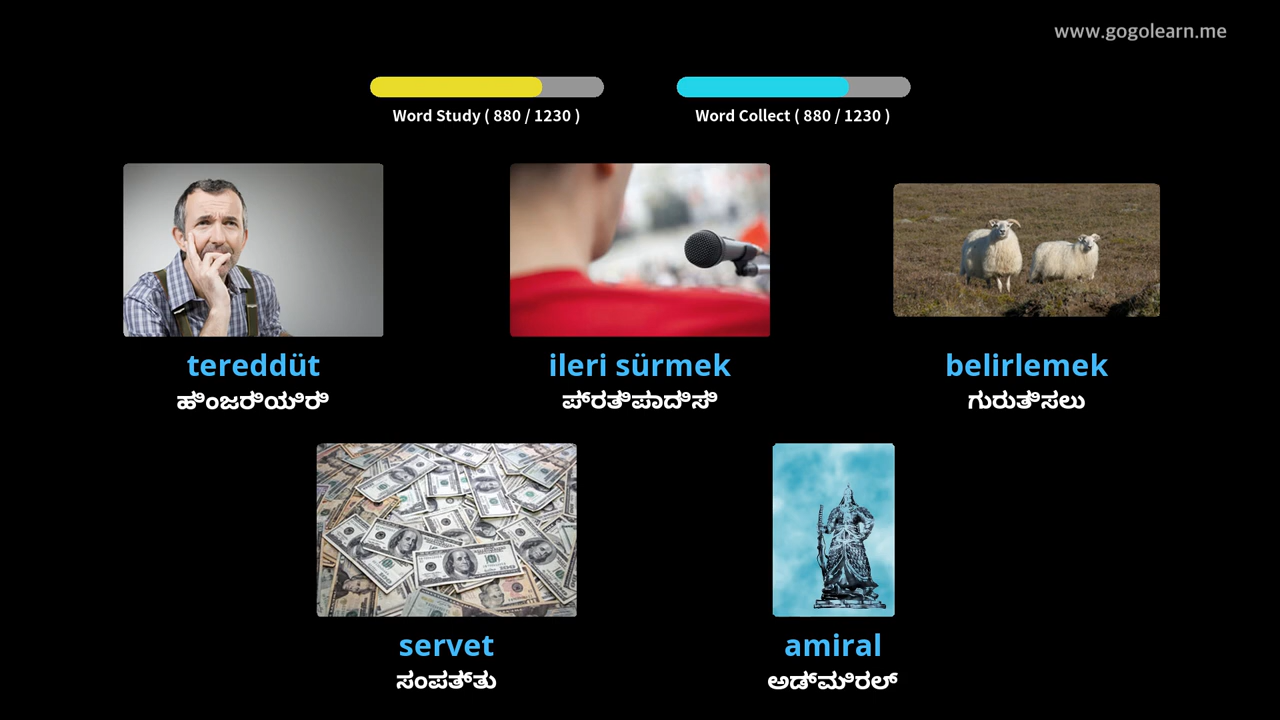 www.gogolearn.me
Word Study ( 880 / 1230 )
Word Collect ( 880 / 1230 )
tereddüt
ಹಿಂಜರಿಯಿರಿ
ileri sürmek
ಪ್ರತಿಪಾದಿಸಿ
belirlemek
ಗುರುತಿಸಲು
servet
ಸಂಪತ್ತು
amiral
ಅಡ್ಮಿರಲ್